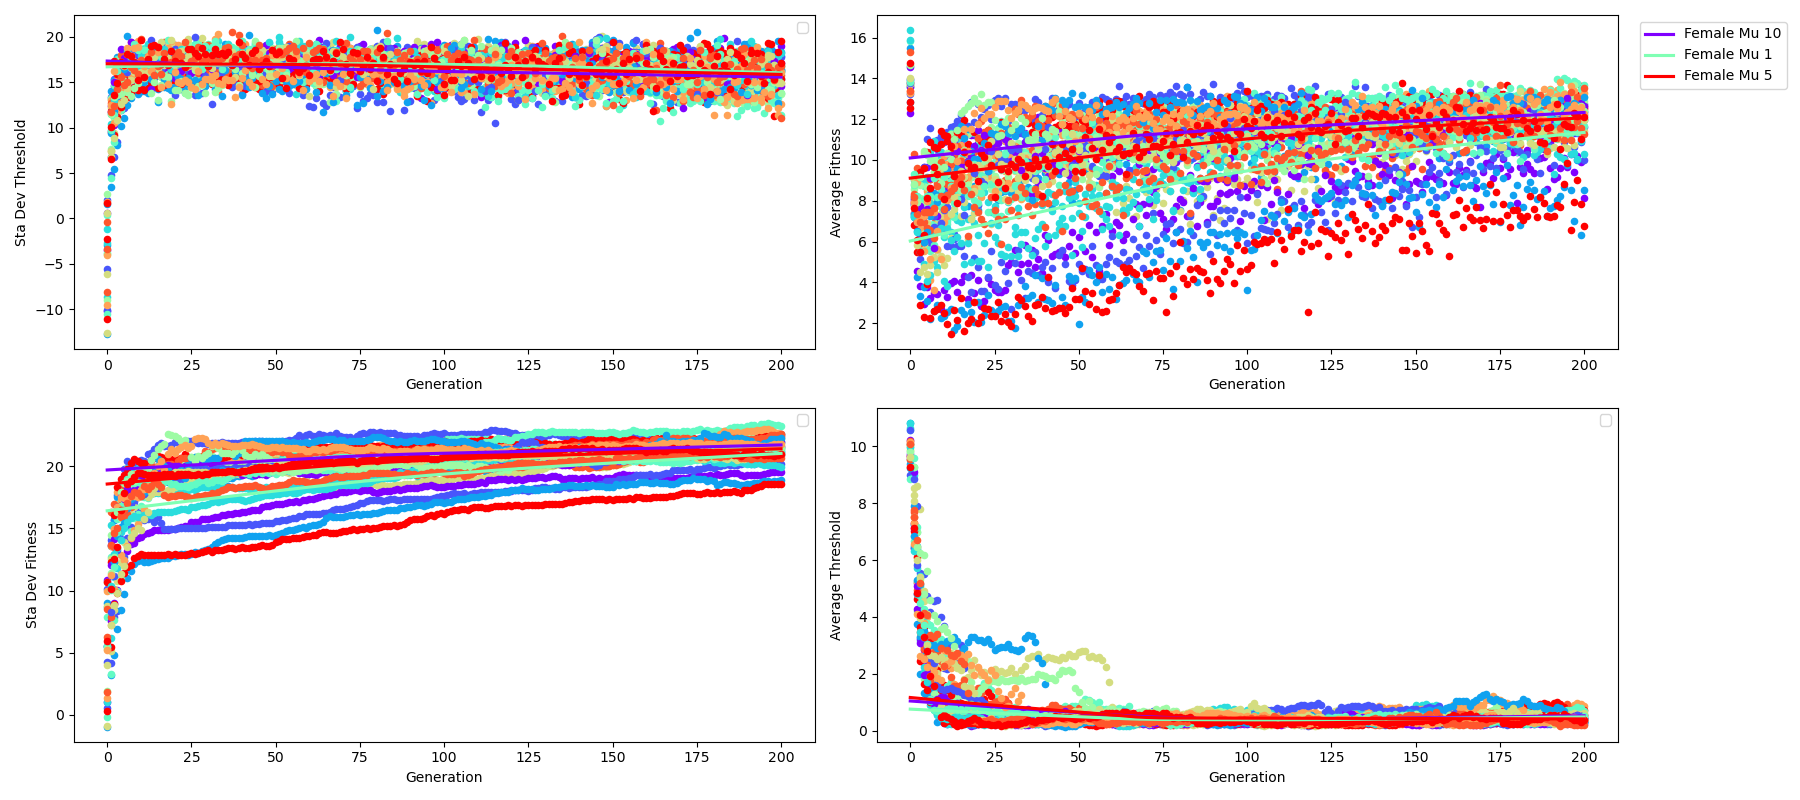 20
15
10
5
0
−5
−10
Sta Dev Threshold
0 25 50 75 100 125 150 175 200
Generation
16
14
12
10
8
6
4
2
Average Fitness
0 25 50 75 100 125 150 175 200
Generation
Female Mu 10
Female Mu 1
Female Mu 5
20
15
10
5
0
Sta Dev Fitness
0 25 50 75 100 125 150 175 200
Generation
10
8
6
4
2
0
Average Threshold
0 25 50 75 100 125 150 175 200
Generation